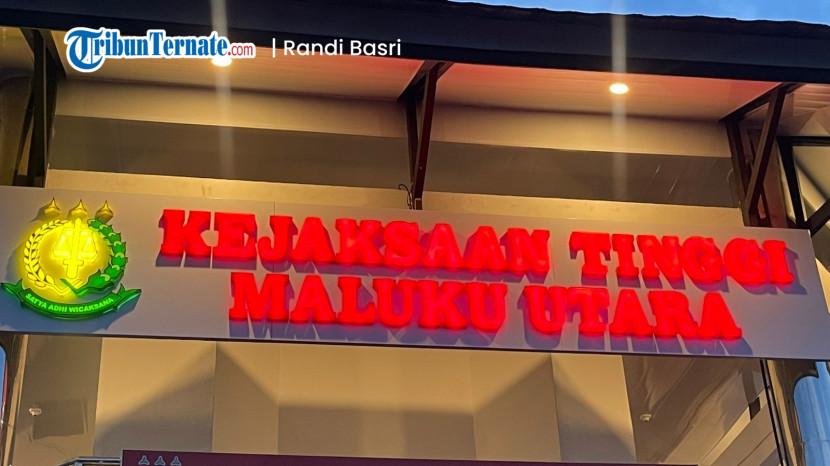 TribunTernate.com | Randi Basri
KEJAKSAAN TINGGI
MALUKU UTARA
SATYA ADHI WICAKSANA